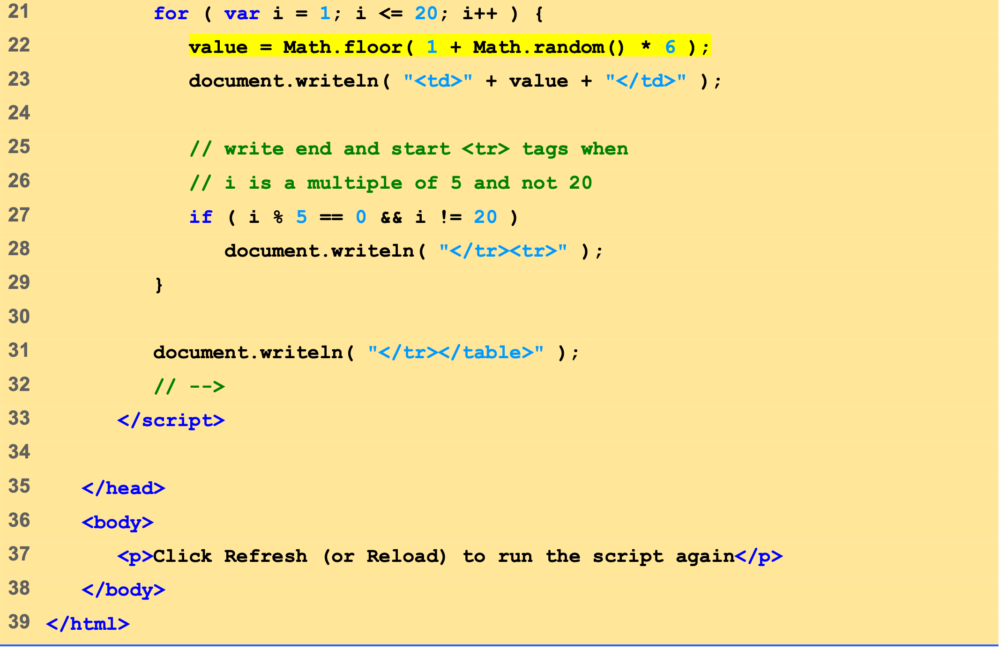 21 for ( var i = 1; i <= 20; i++ ) {
22 value = Math.floor( 1 + Math.random() * 6 );
23 document.writeln( "<td>" + value + "</td>" );
24
25 // write end and start <tr> tags when
26 // i is a multiple of 5 and not 20
27 if ( i % 5 == 0 && i != 20 )
28 document.writeln( "</tr><tr>" );
29 }
30
31 document.writeln( "</tr></table>" );
32 // -->
33 </script>
34
35 </head>
36 <body>
37 <p>Click Refresh (or Reload) to run the script again</p>
38 </body>
39 </html>